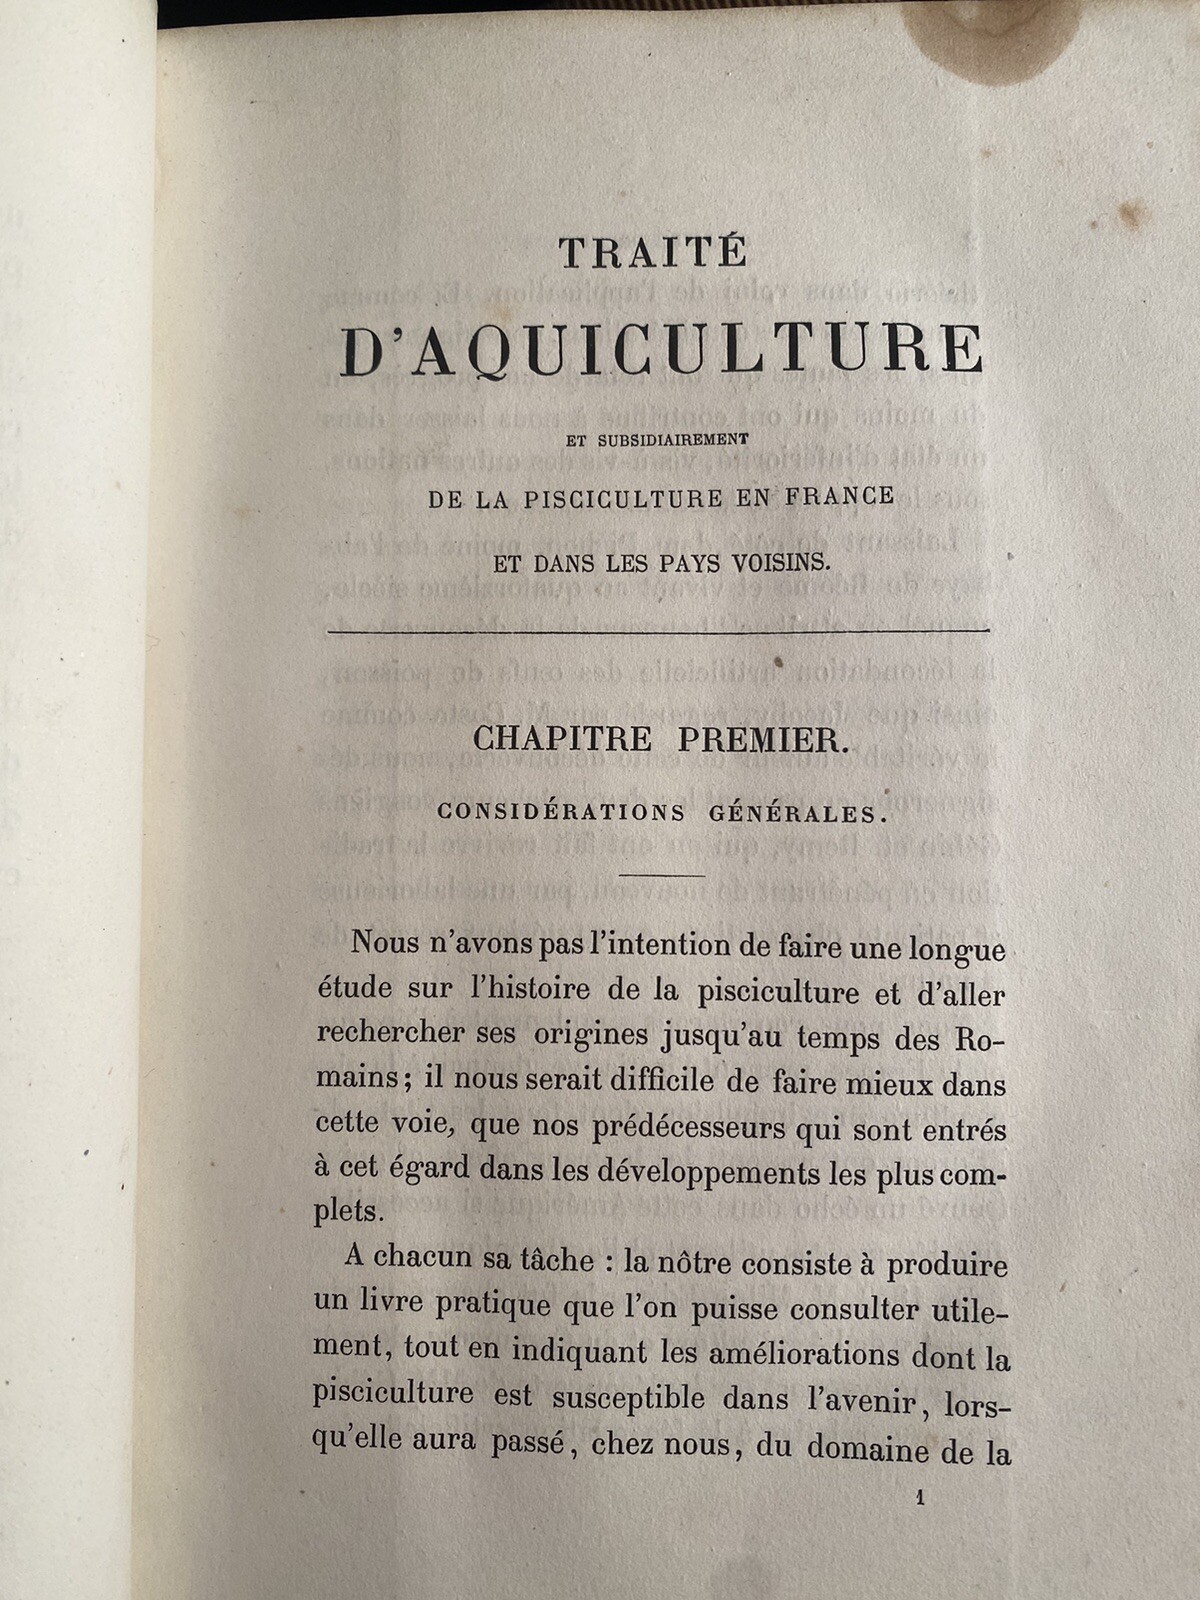 TRAITÉ
D'AQUICULTURE
ET SUBSIDIAIREMENT
DE LA PISCICULTURE EN FRANCE
ET DANS LES PAYS VOISINS.
CHAPITRE PREMIER.
CONSIDÉRATIONS GÉNÉRALES.
Nous n'avons pas l'intention de faire une longue
étude sur l'histoire de la pisciculture et d'aller
rechercher ses origines jusqu'au temps des Ro-
mains; il nous serait difficile de faire mieux dans
cette voie, que nos prédécesseurs qui sont entrés
à cet égard dans les développements les plus com-
plets.
A chacun sa tâche : la nôtre consiste à produire
un livre pratique que l'on puisse consulter utile-
ment, tout en indiquant les améliorations dont la
pisciculture est susceptible dans l'avenir, lors-
qu'elle aura passé, chez nous, du domaine de la
1